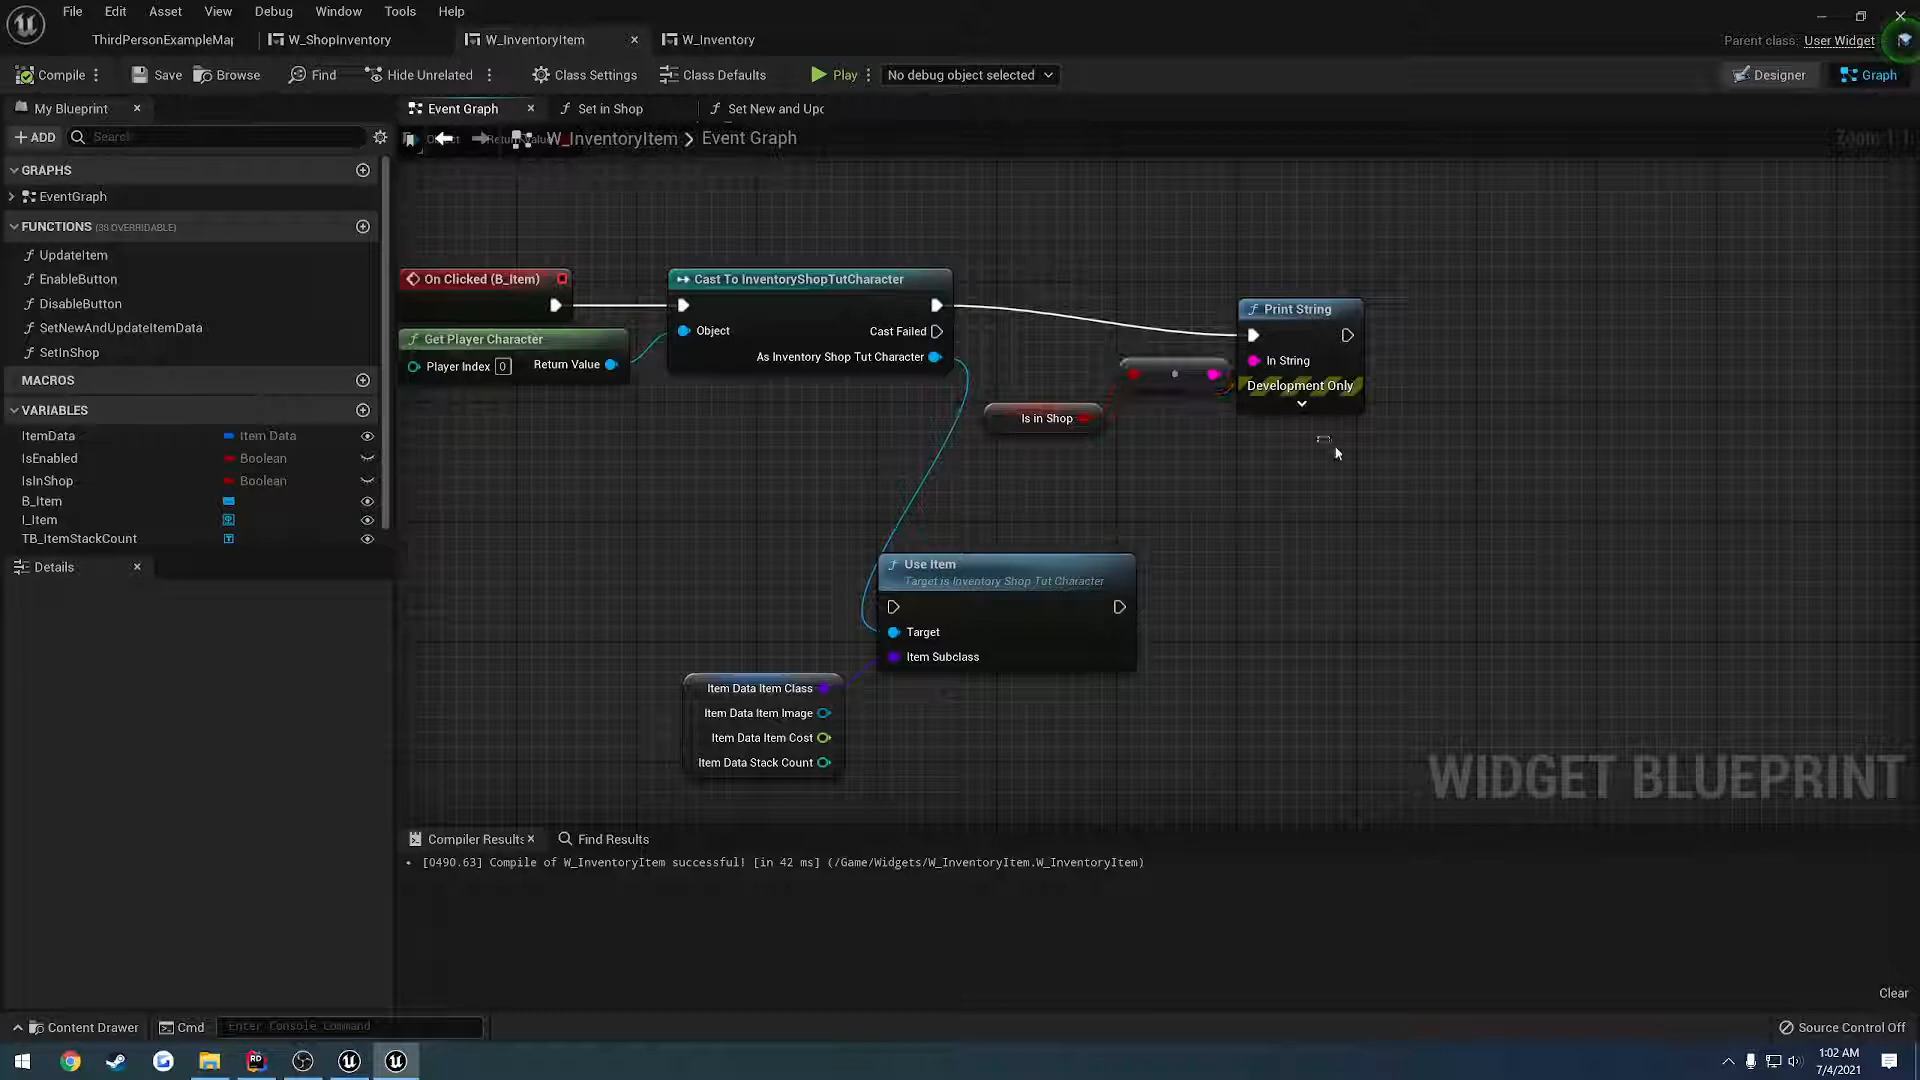 File Edit Asset View Debug Window Tools Help
ThirdPersonExampleMap W_ShopInventory W_InventoryItem W_Inventory
Parent class: User Widget
Compile Save Browse Find Hide Unrelated Class Settings Class Defaults Play No debug object selected
Designer Graph
My Blueprint Event Graph Set in Shop Set New and Upd
ADD Search
W_InventoryItem > Event Graph
Zoom 1:1
GRAPHS
EventGraph
FUNCTIONS (38 OVERRIDABLE)
UpdateItem
EnableButton
DisableButton
SetNewAndUpdateItemData
SetInShop
MACROS
VARIABLES
ItemData Item Data
IsEnabled Boolean
IsInShop Boolean
B_Item
I_Item
TB_ItemStackCount
Details
On Clicked (B_Item)
Get Player Character
Player Index 0 Return Value
Cast To InventoryShopTutCharacter
Object Cast Failed
As Inventory Shop Tut Character
Is in Shop
Print String
In String
Development Only
Use Item
Target is Inventory Shop Tut Character
Target
Item Subclass
Item Data Item Class
Item Data Item Image
Item Data Item Cost
Item Data Stack Count
WIDGET BLUEPRINT
Compiler Results Find Results
[0490.63] Compile of W_InventoryItem successful! [in 42 ms] (/Game/Widgets/W_InventoryItem.W_InventoryItem)
Clear
Content Drawer Cmd Enter Console Command
Source Control Off
1:02 AM
7/4/2021